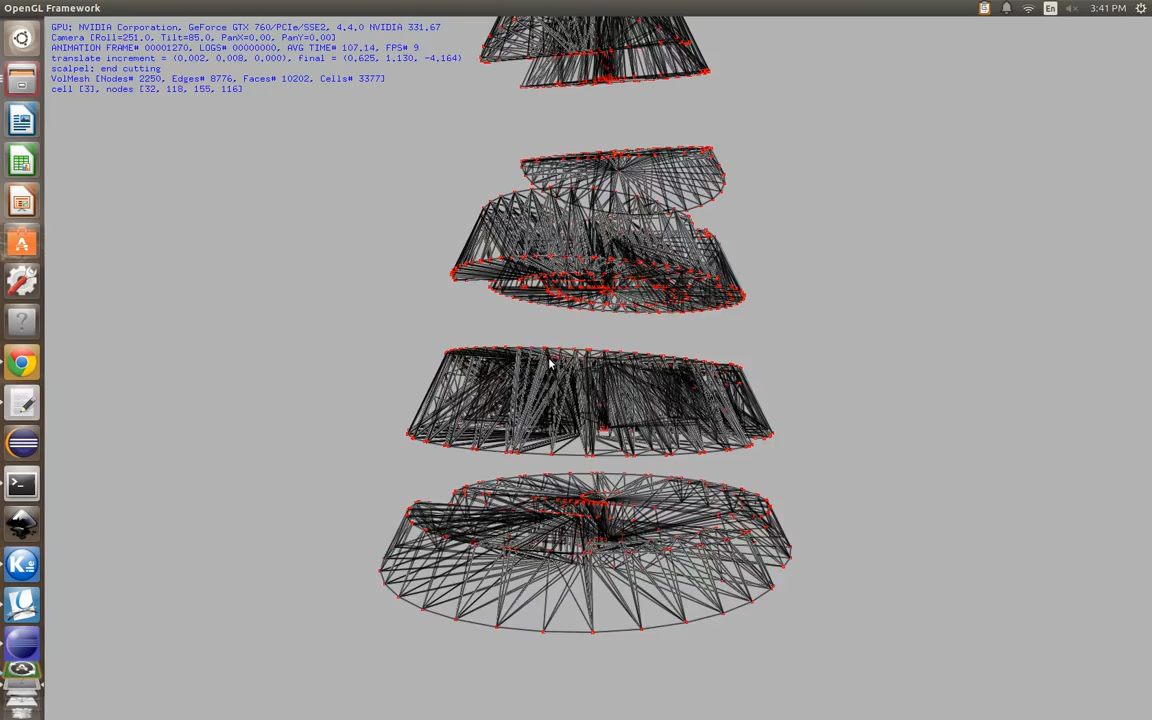 OpenGL Framework
En
3:41 PM
GPU: NVIDIA Corporation, GeForce GTX 760/PCIe/SSE2, 4.4.0 NVIDIA 331.67
Camera [Roll=251.0, Tilt=85.0, PanX=0.00, PanY=0.00]
ANIMATION FRAME# 00001270, LOGS# 00000000, AVG TIME# 107.14, FPS# 9
translate increment = (0.002, 0.008, 0.000), final = (0.625, 1.130, -4.164)
scalpel: end cutting
VolMesh [Nodes# 2250, Edges# 8776, Faces# 10202, Cells# 3377]
cell [3], nodes [32, 118, 155, 116]